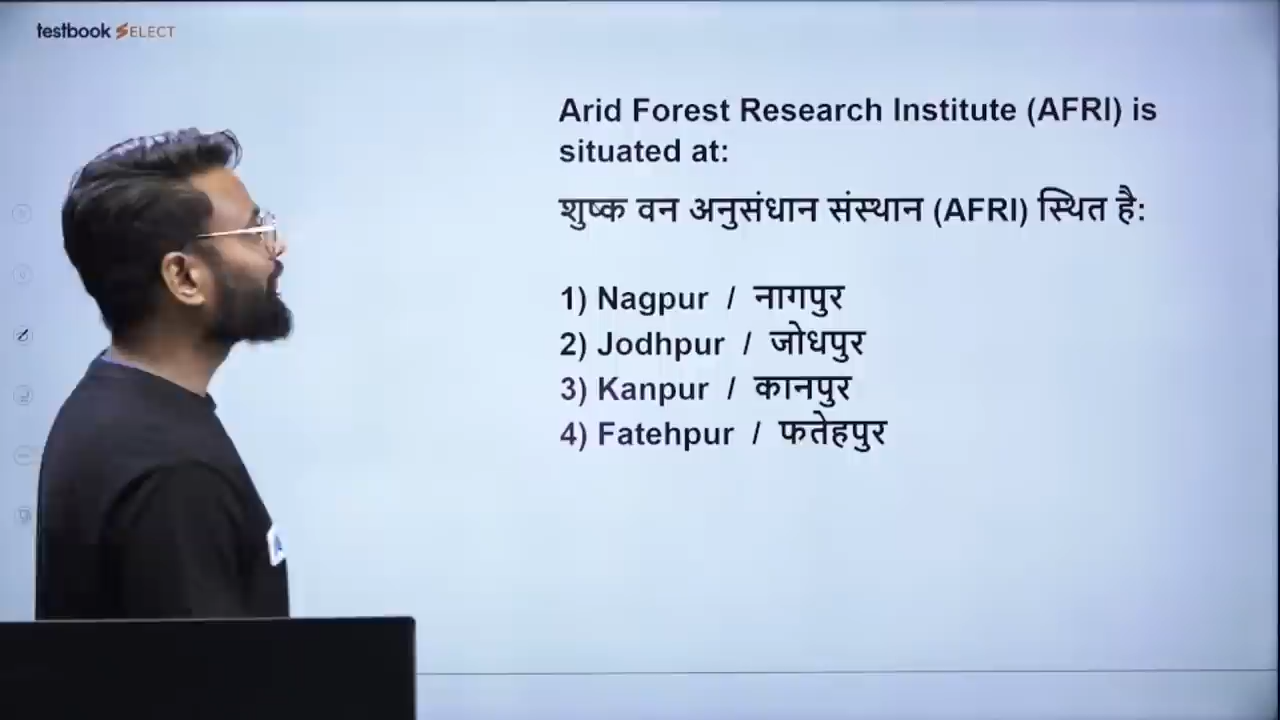 testbook SELECT
Arid Forest Research Institute (AFRI) is
situated at:
शुष्क वन अनुसंधान संस्थान (AFRI) स्थित है:
1) Nagpur / नागपुर
2) Jodhpur / जोधपुर
3) Kanpur / कानपुर
4) Fatehpur / फतेहपुर